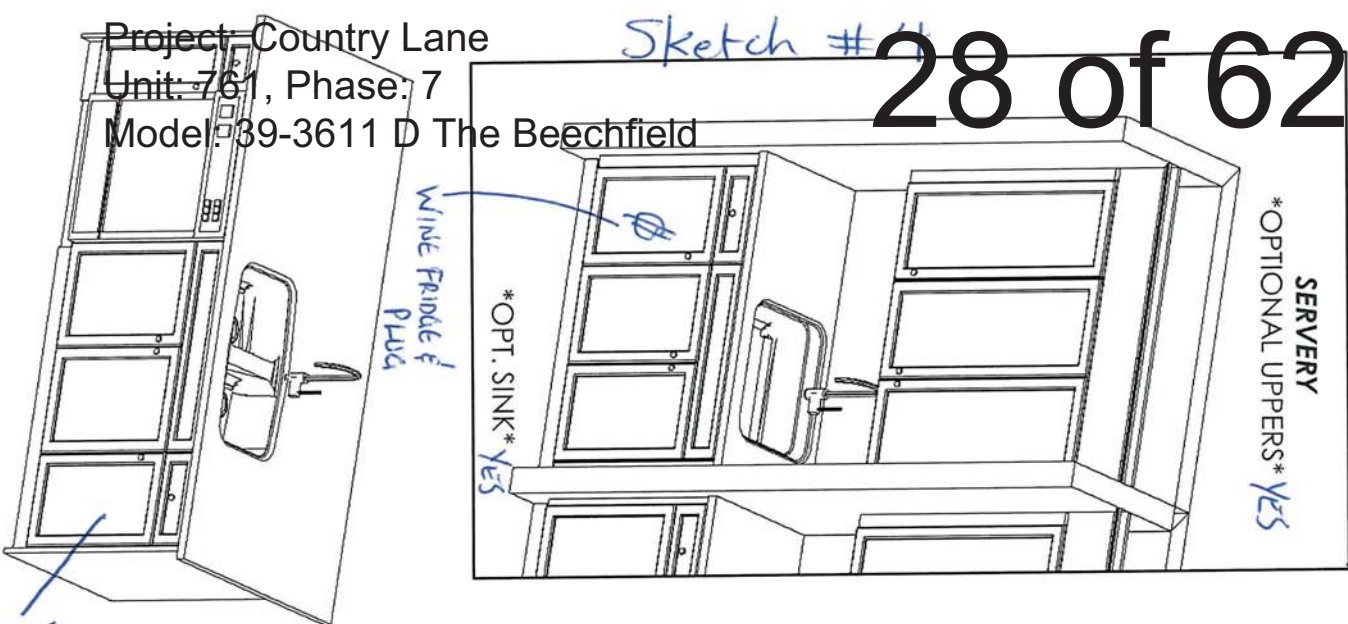 Project: Country Lane
Unit: 761, Phase: 7
Model: 39-3611 D The Beechfield
Sketch #4
28 of 62
WINE FRIDGE &
PLUG
*OPT. SINK* YES
SERVERY
*OPTIONAL UPPERS* YES